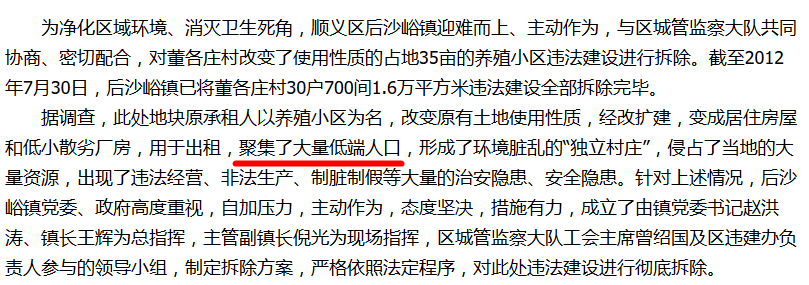 为净化区域环境、消灭卫生死角，顺义区后沙峪镇迎难而上、主动作为，与区城管监察大队共同
协商、密切配合，对董各庄村改变了使用性质的占地35亩的养殖小区违法建设进行拆除。截至2012
年7月30日，后沙峪镇已将董各庄村30户700间1.6万平方米违法建设全部拆除完毕。
据调查，此处地块原承租人以养殖小区为名，改变原有土地使用性质，经改扩建，变成居住房屋
和低小散劣厂房，用于出租，聚集了大量低端人口，形成了环境脏乱的“独立村庄”，侵占了当地的大
量资源，出现了违法经营、非法生产、制脏制假等大量的治安隐患、安全隐患。针对上述情况，后沙
峪镇党委、政府高度重视，自加压力，主动作为，态度坚决，措施有力，成立了由镇党委书记赵洪
涛、镇长王辉为总指挥，主管副镇长倪光为现场指挥，区城管监察大队工会主席曾绍国及区违建办负
责人参与的领导小组，制定拆除方案，严格依照法定程序，对此处违法建设进行彻底拆除。